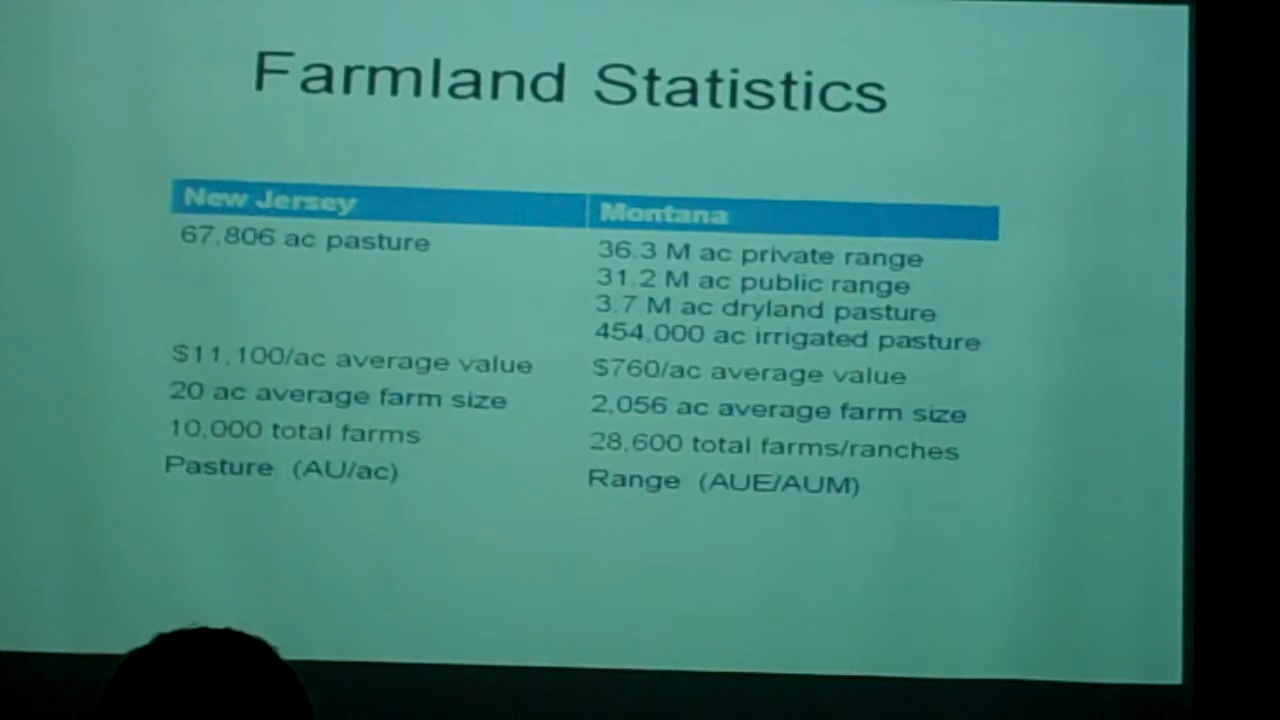 Farmland Statistics
New Jersey
Montana
67,806 ac pasture
36.3 M ac private range
31.2 M ac public range
3.7 M ac dryland pasture
454,000 ac irrigated pasture
$11,100/ac average value
$760/ac average value
20 ac average farm size
2,056 ac average farm size
10,000 total farms
28,600 total farms/ranches
Pasture (AU/ac)
Range (AUE/AUM)